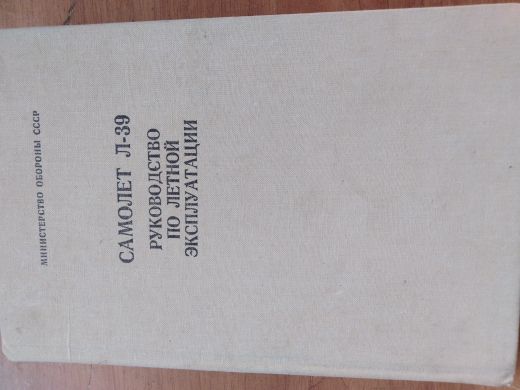 МИНИСТЕРСТВО ОБОРОНЫ СССР
САМОЛЕТ Л-39
РУКОВОДСТВО
ПО ЛЕТНОЙ
ЭКСПЛУАТАЦИИ